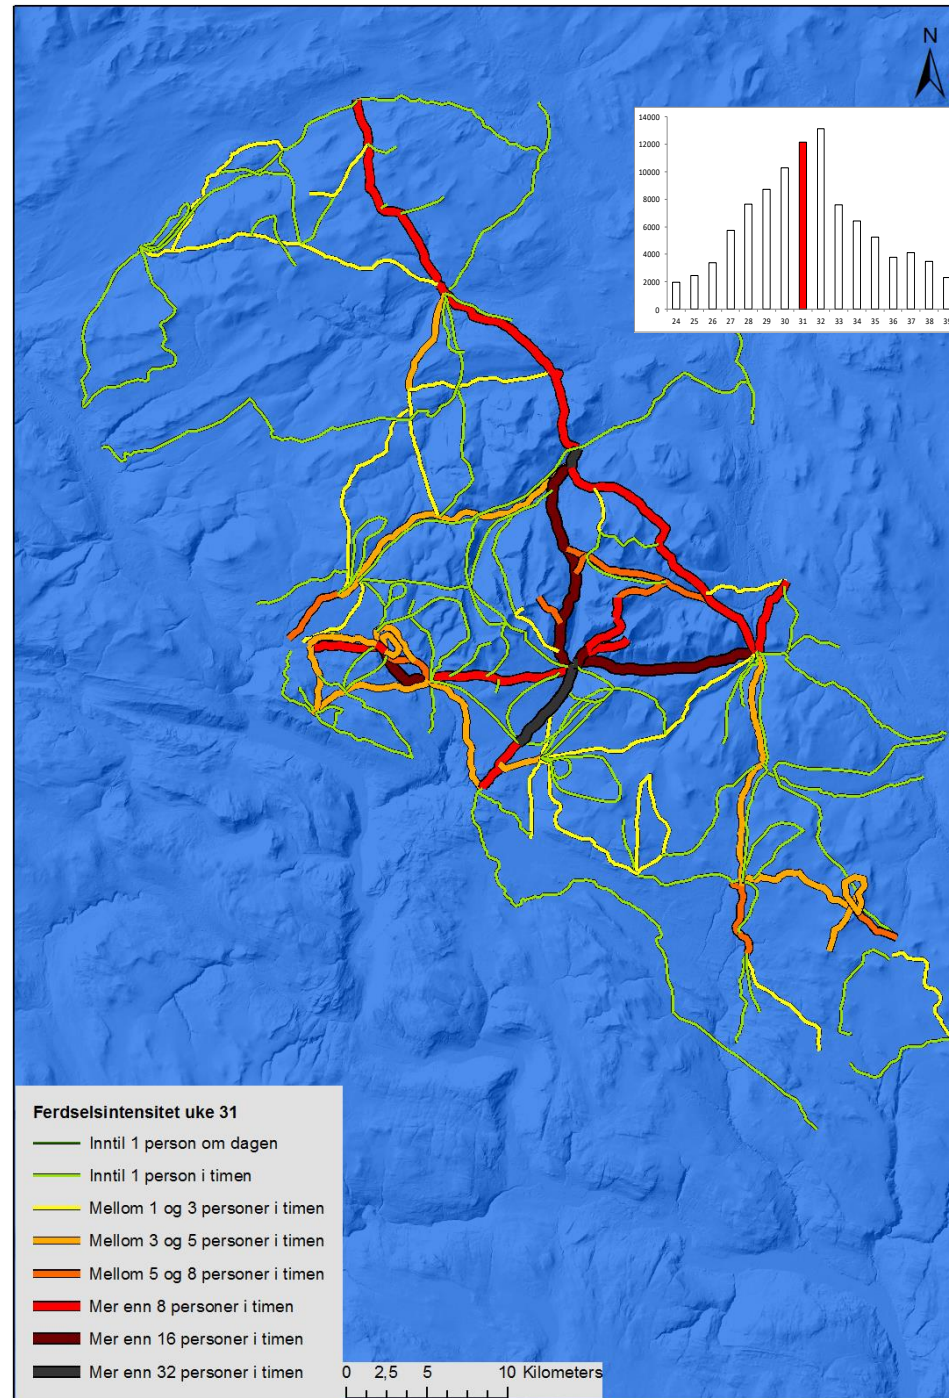 N
14000
12000
10000
8000
6000
4000
2000
0
24 25 26 27 28 29 30 31 32 33 34 35 36 37 38 39
Ferdselsintensitet uke 31
Inntil 1 person om dagen
Inntil 1 person i timen
Mellom 1 og 3 personer i timen
Mellom 3 og 5 personer i timen
Mellom 5 og 8 personer i timen
Mer enn 8 personer i timen
Mer enn 16 personer i timen
Mer enn 32 personer i timen
0 2,5 5 10 Kilometers